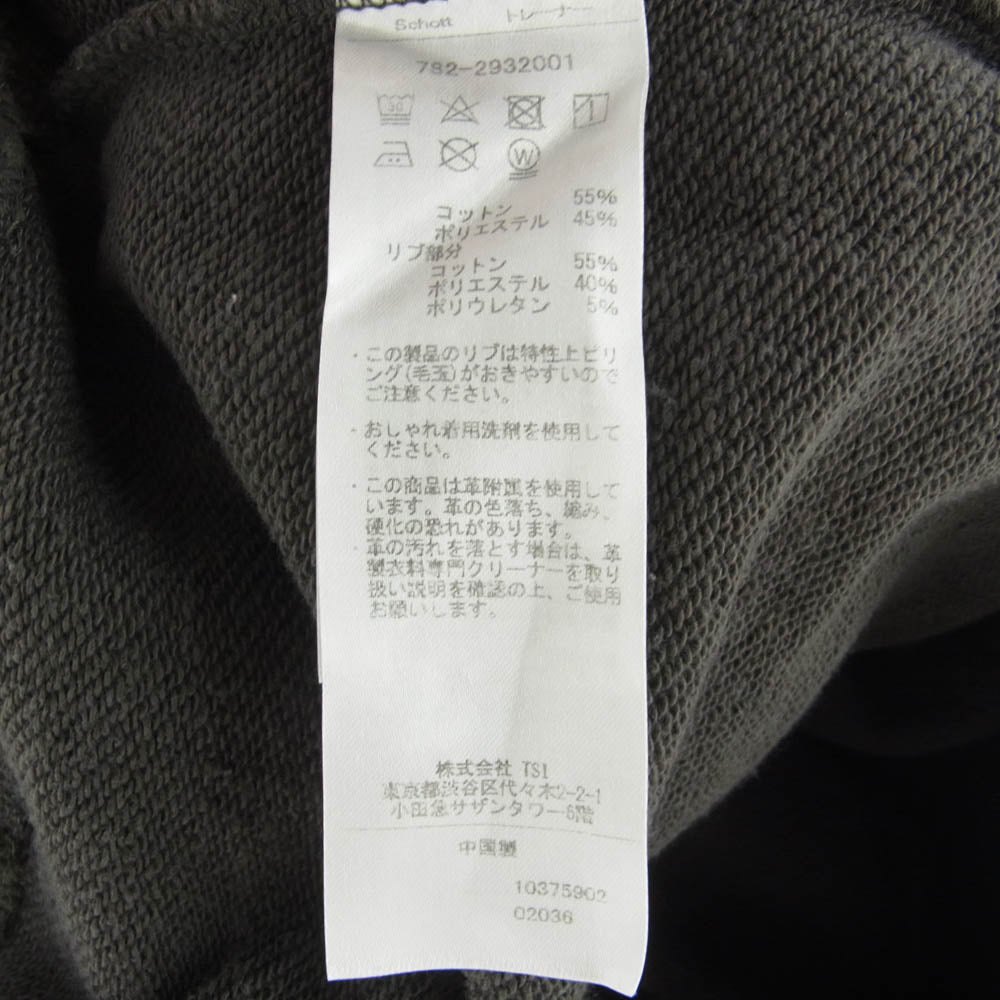 Schott トレーナー
782-2932001
30
W
コットン 55%
ポリエステル 45%
リブ部分
コットン 55%
ポリエステル 40%
ポリウレタン 5%
・この製品のリブは特性上ピリ
ング(毛玉)がおきやすいので
ご注意ください。
・おしゃれ着用洗剤を使用して
ください。
・この商品は革附属を使用して
います。革の色落ち、縮み、
硬化の恐れがあります。
・革の汚れを落とす場合は、革
製衣料専門クリーナーを取り
扱い説明を確認の上、ご使用
お願いします。
株式会社 TSI
東京都渋谷区代々木2-2-1
小田急サザンタワー6階
中国製
10375902
02036